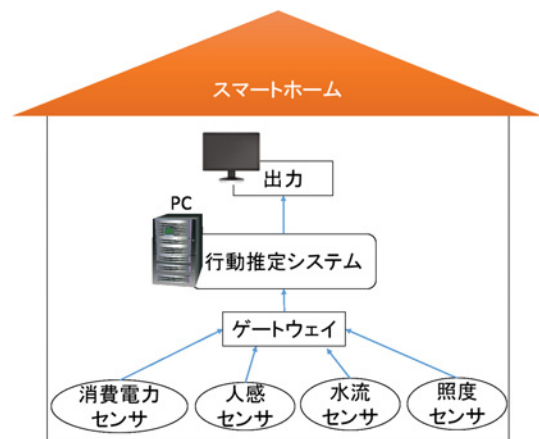 スマートホーム
出力
PC
行動推定システム
ゲートウェイ
消費電力
センサ
人感
センサ
水流
センサ
照度
センサ